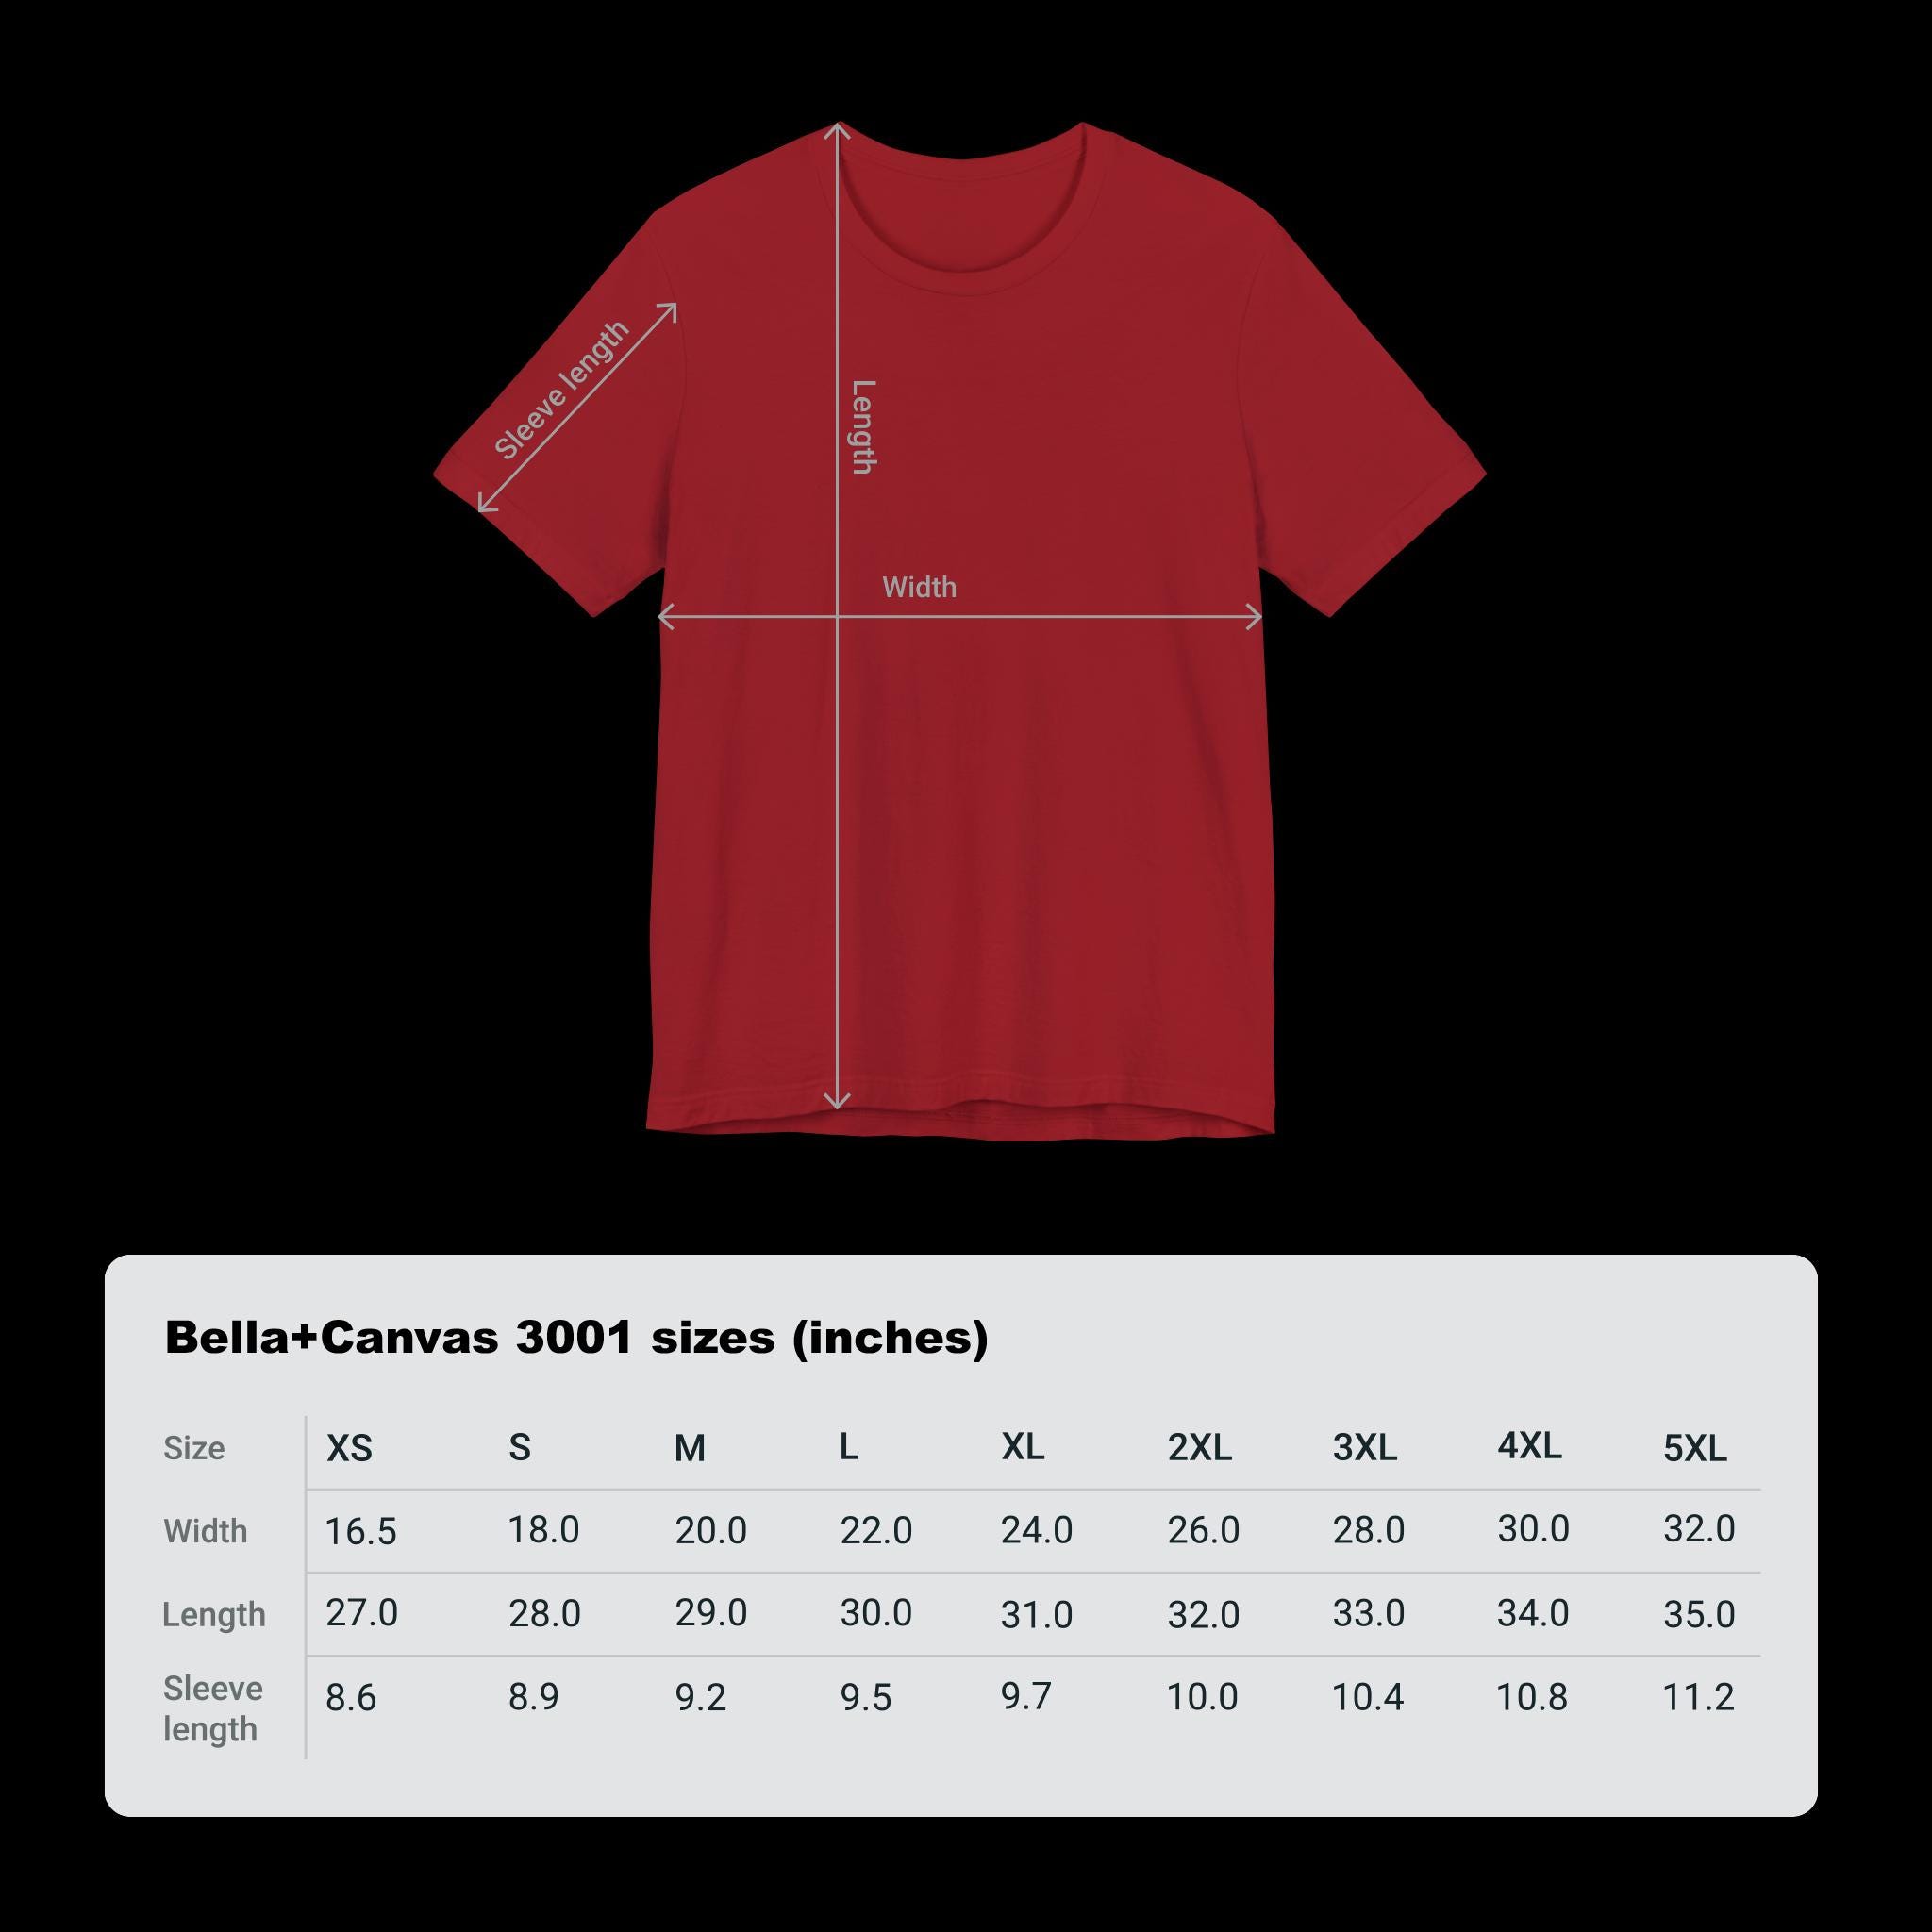 Sleeve length
Length
Width
Bella+Canvas 3001 sizes (inches)
Size XS S M L XL 2XL 3XL 4XL 5XL
Width 16.5 18.0 20.0 22.0 24.0 26.0 28.0 30.0 32.0
Length 27.0 28.0 29.0 30.0 31.0 32.0 33.0 34.0 35.0
Sleeve
length 8.6 8.9 9.2 9.5 9.7 10.0 10.4 10.8 11.2